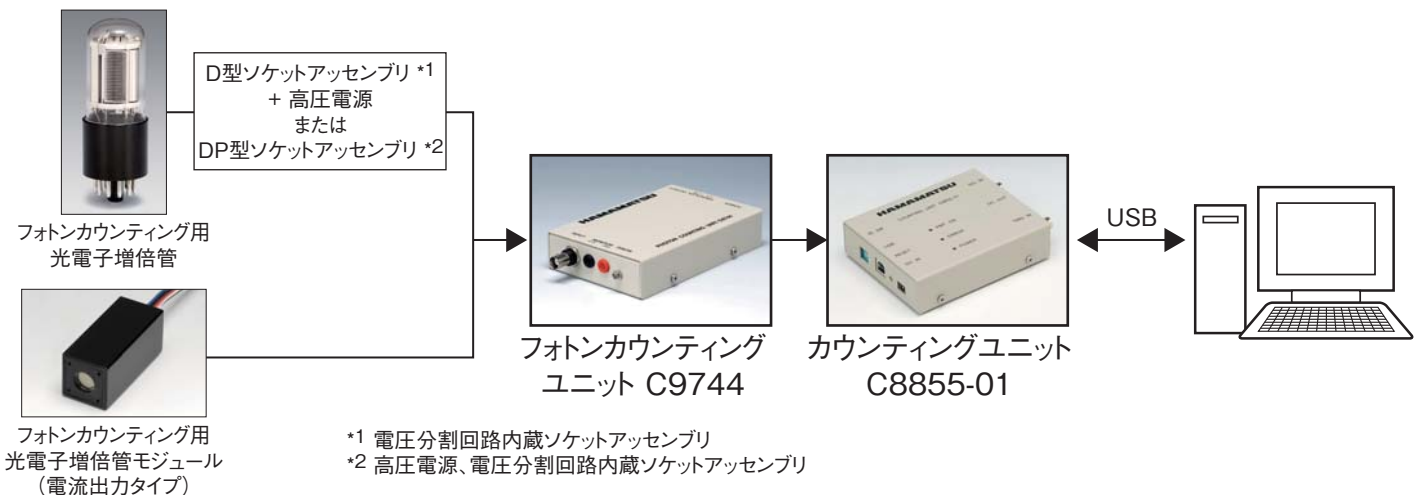 D型ソケットアッセンブリ *1
+ 高圧電源
または
DP型ソケットアッセンブリ *2
フォトンカウンティング用
光電子増倍管
USB
HAMAMATSU
HAMAMATSU
フォトンカウンティング
ユニット C9744
カウンティングユニット
C8855-01
フォトンカウンティング用
光電子増倍管モジュール
(電流出力タイプ)
*1 電圧分割回路内蔵ソケットアッセンブリ
*2 高圧電源、電圧分割回路内蔵ソケットアッセンブリ